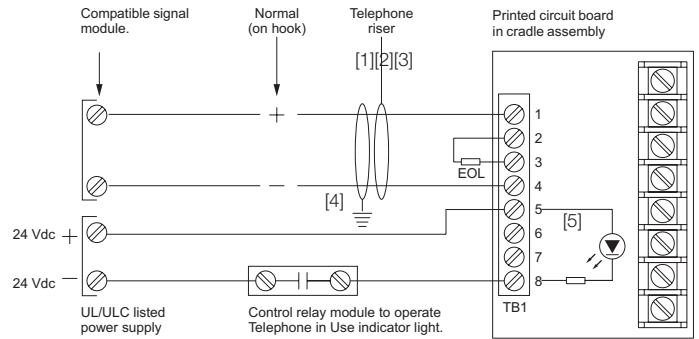 Compatible signal
module.
Normal
(on hook)
Telephone
riser
Printed circuit board
in cradle assembly
[1][2][3]
+
1
2
3
EOL
4
[4]
5
[5]
24 Vdc +
6
7
24 Vdc –
8
TB1
UL/ULC listed
power supply
Control relay module to operate
Telephone in Use indicator light.